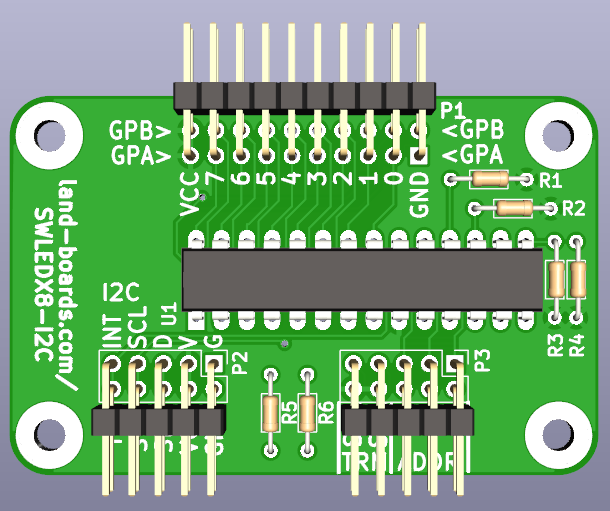 P1
GPB> <GPB
GPA> <GPA
VCC 7 6 5 4 3 2 1 0 GND
R1
R2
land-boards.com/
SWLEDX8-I2C
I2C
INT SCL V G
U1
R3 R4
P2
P3
R5 R6
TRM ADDR